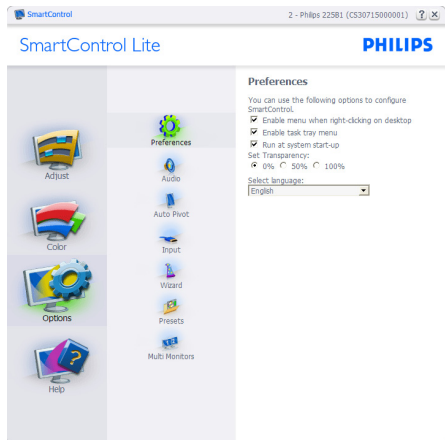 SmartControl
2 - Philips 225B1 (CS30715000001)
? X
SmartControl Lite
PHILIPS
Adjust
Color
Options
Help
Preferences
Audio
Auto Pivot
Input
Wizard
Presets
Multi Monitors
Preferences
You can use the following options to configure
SmartControl.
Enable menu when right-clicking on desktop
Enable task tray menu
Run at system start-up
Set Transparency:
0% 50% 100%
Select language:
English